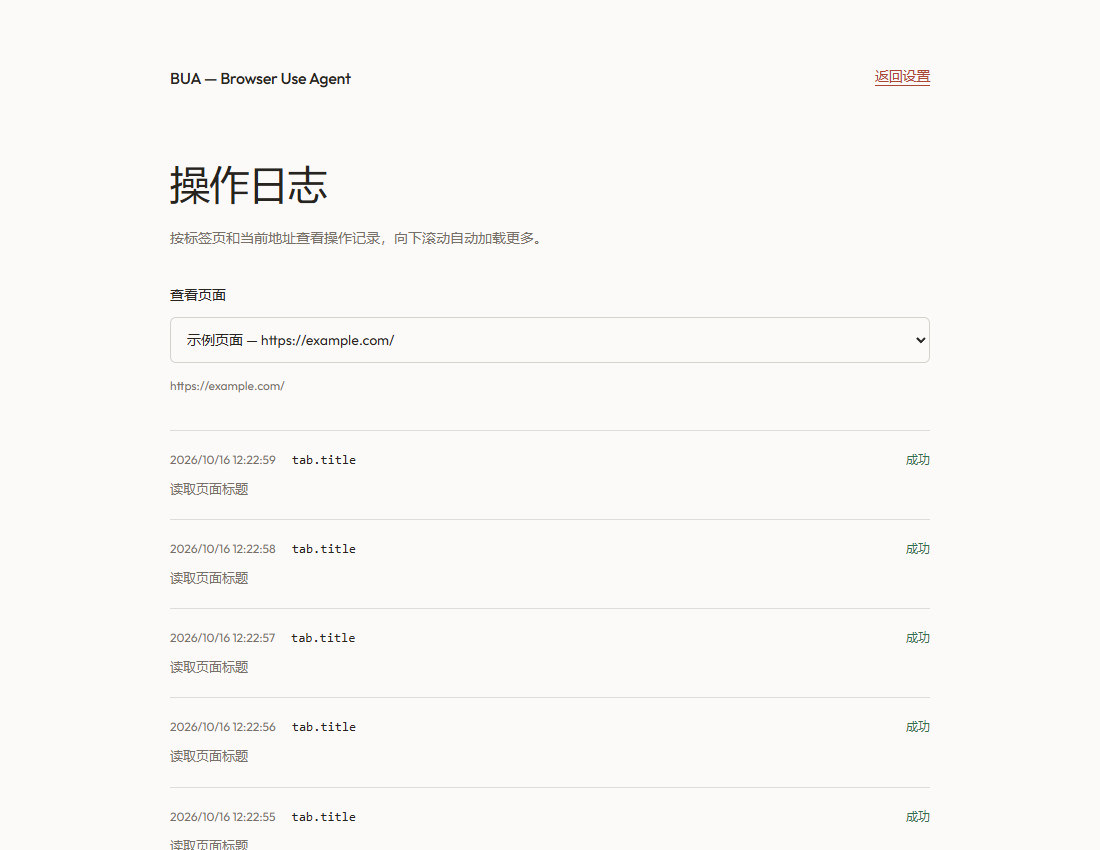 BUA — Browser Use Agent
返回设置
操作日志
按标签页和当前地址查看操作记录，向下滚动自动加载更多。
查看页面
示例页面 — https://example.com/
https://example.com/
2026/10/16 12:22:59 tab.title 成功
读取页面标题
2026/10/16 12:22:58 tab.title 成功
读取页面标题
2026/10/16 12:22:57 tab.title 成功
读取页面标题
2026/10/16 12:22:56 tab.title 成功
读取页面标题
2026/10/16 12:22:55 tab.title 成功
读取页面标题